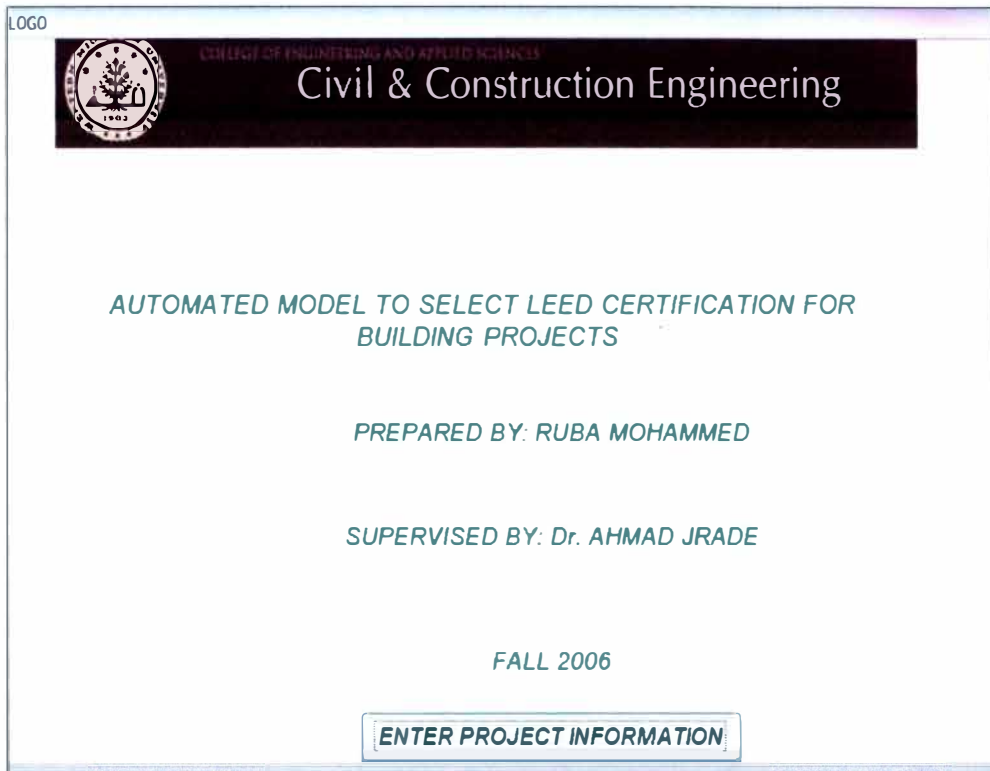 LOGO
COLLEGE OF ENGINEERING AND APPLIED SCIENCES
Civil & Construction Engineering
1903
AUTOMATED MODEL TO SELECT LEED CERTIFICATION FOR
BUILDING PROJECTS
PREPARED BY: RUBA MOHAMMED
SUPERVISED BY: Dr. AHMAD JRADE
FALL 2006
ENTER PROJECT INFORMATION